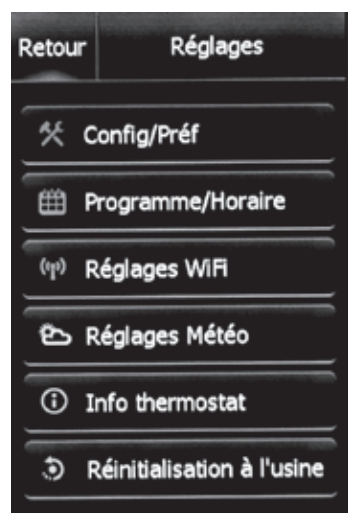 Retour Réglages
Config/Préf
Programme/Horaire
Réglages WiFi
Réglages Météo
Info thermostat
Réinitialisation à l'usine